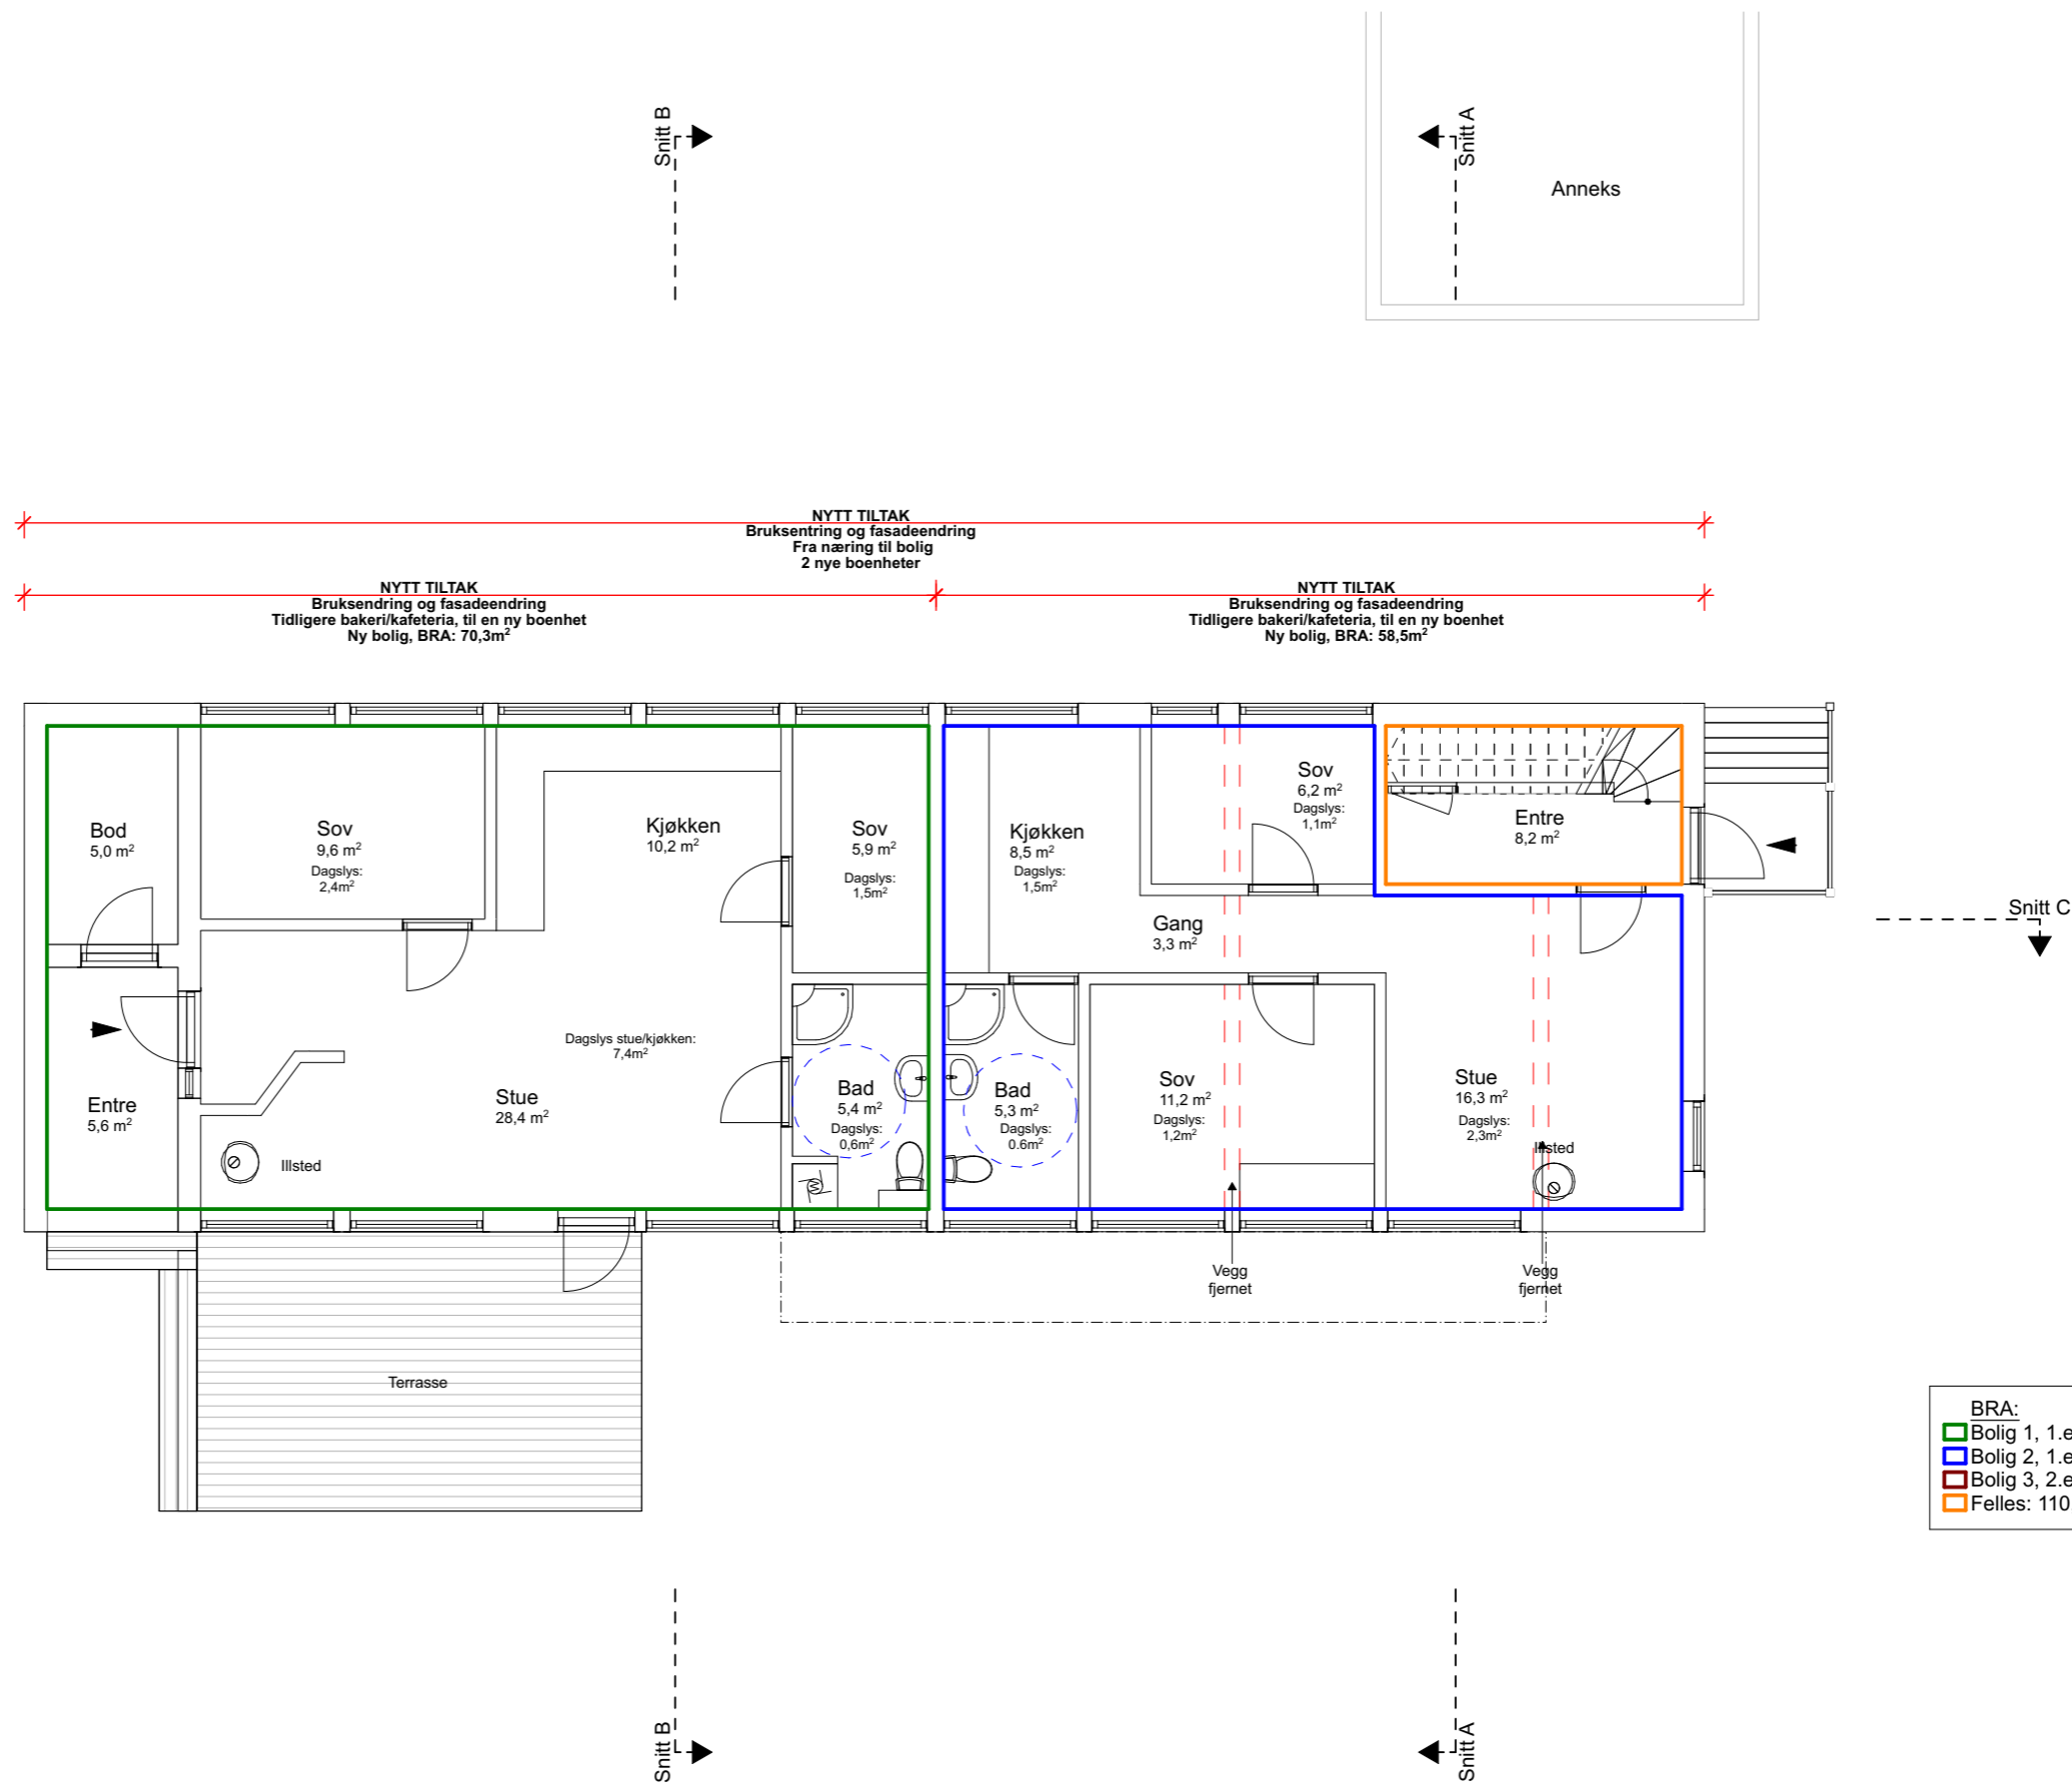 Snitt B
Snitt A
Anneks
NYTT TILTAK
Bruksentring og fasadeendring
Fra næring til bolig
2 nye boenheter
NYTT TILTAK
Bruksendring og fasadeendring
Tidligere bakeri/kafeteria, til en ny boenhet
Ny bolig, BRA: 70,3m²
NYTT TILTAK
Bruksendring og fasadeendring
Tidligere bakeri/kafeteria, til en ny boenhet
Ny bolig, BRA: 58,5m²
Bod
5,0 m²
Sov
9,6 m²
Dagslys:
2,4m²
Kjøkken
10,2 m²
Sov
5,9 m²
Dagslys:
1,5m²
Kjøkken
8,5 m²
Dagslys:
1,5m²
Sov
6,2 m²
Dagslys:
1,1m²
Entre
8,2 m²
Gang
3,3 m²
Snitt C
Dagslys stue/kjøkken:
7,4m²
Entre
5,6 m²
Stue
28,4 m²
Illsted
Bad
5,4 m²
Dagslys:
0,6m²
Bad
5,3 m²
Dagslys:
0.6m²
Sov
11,2 m²
Dagslys:
1,2m²
Stue
16,3 m²
Dagslys:
2,3m²
Illsted
VM
Vegg
fjernet
Vegg
fjernet
Terrasse
BRA:
Bolig 1, 1.e
Bolig 2, 1.e
Bolig 3, 2.e
Felles: 110
Snitt B
Snitt A